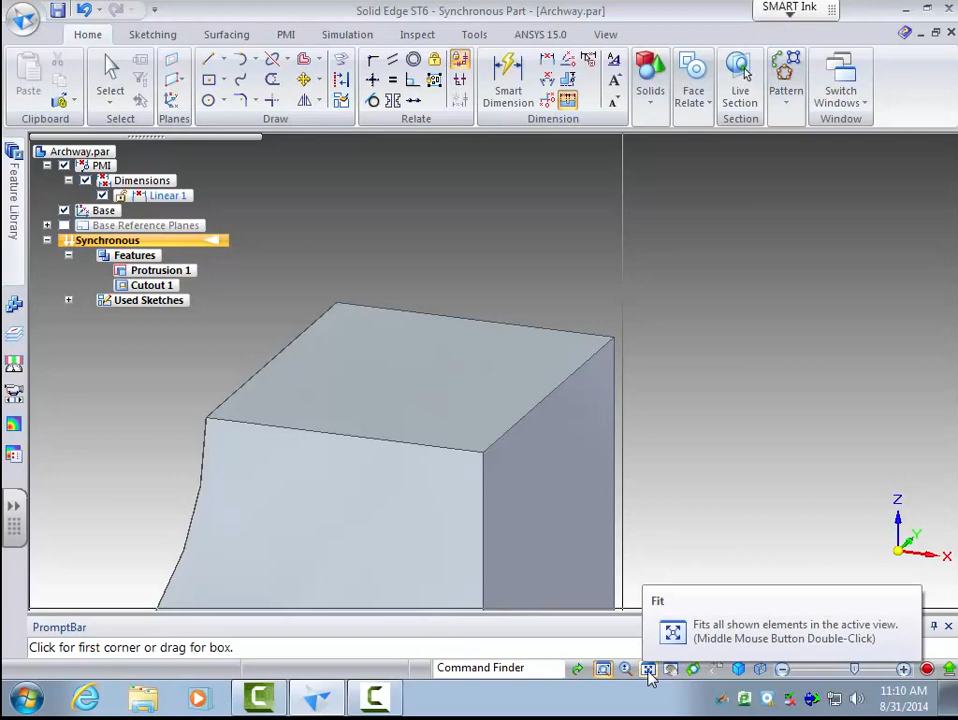 Solid Edge ST6 - Synchronous Part - [Archway.par]
SMART Ink
Home
Sketching
Surfacing
PMI
Simulation
Inspect
Tools
ANSYS 15.0
View
Paste
Select
Smart
Dimension
Solids
Face
Relate
Live
Section
Pattern
Switch
Windows
Clipboard
Select
Planes
Draw
Relate
Dimension
Section
Window
Feature Library
Archway.par
PMI
Dimensions
Linear 1
Base
Base Reference Planes
Synchronous
Features
Protrusion 1
Cutout 1
Used Sketches
Z
Y
X
Fit
Fits all shown elements in the active view.
(Middle Mouse Button Double-Click)
PromptBar
Click for first corner or drag for box.
Command Finder
11:10 AM
8/31/2014